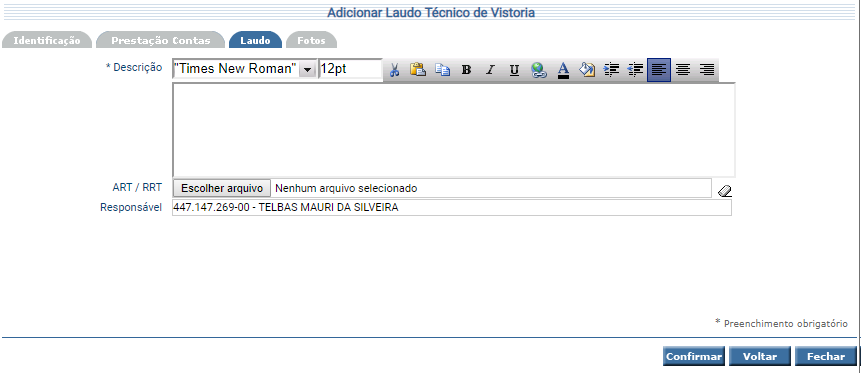 Adicionar Laudo Técnico de Vistoria
Identificação Prestação Contas Laudo Fotos
* Descrição "Times New Roman" 12pt B I U A
ART / RRT Escolher arquivo Nenhum arquivo selecionado
Responsável 447.147.269-00 - TELBAS MAURI DA SILVEIRA
* Preenchimento obrigatório
Confirmar Voltar Fechar